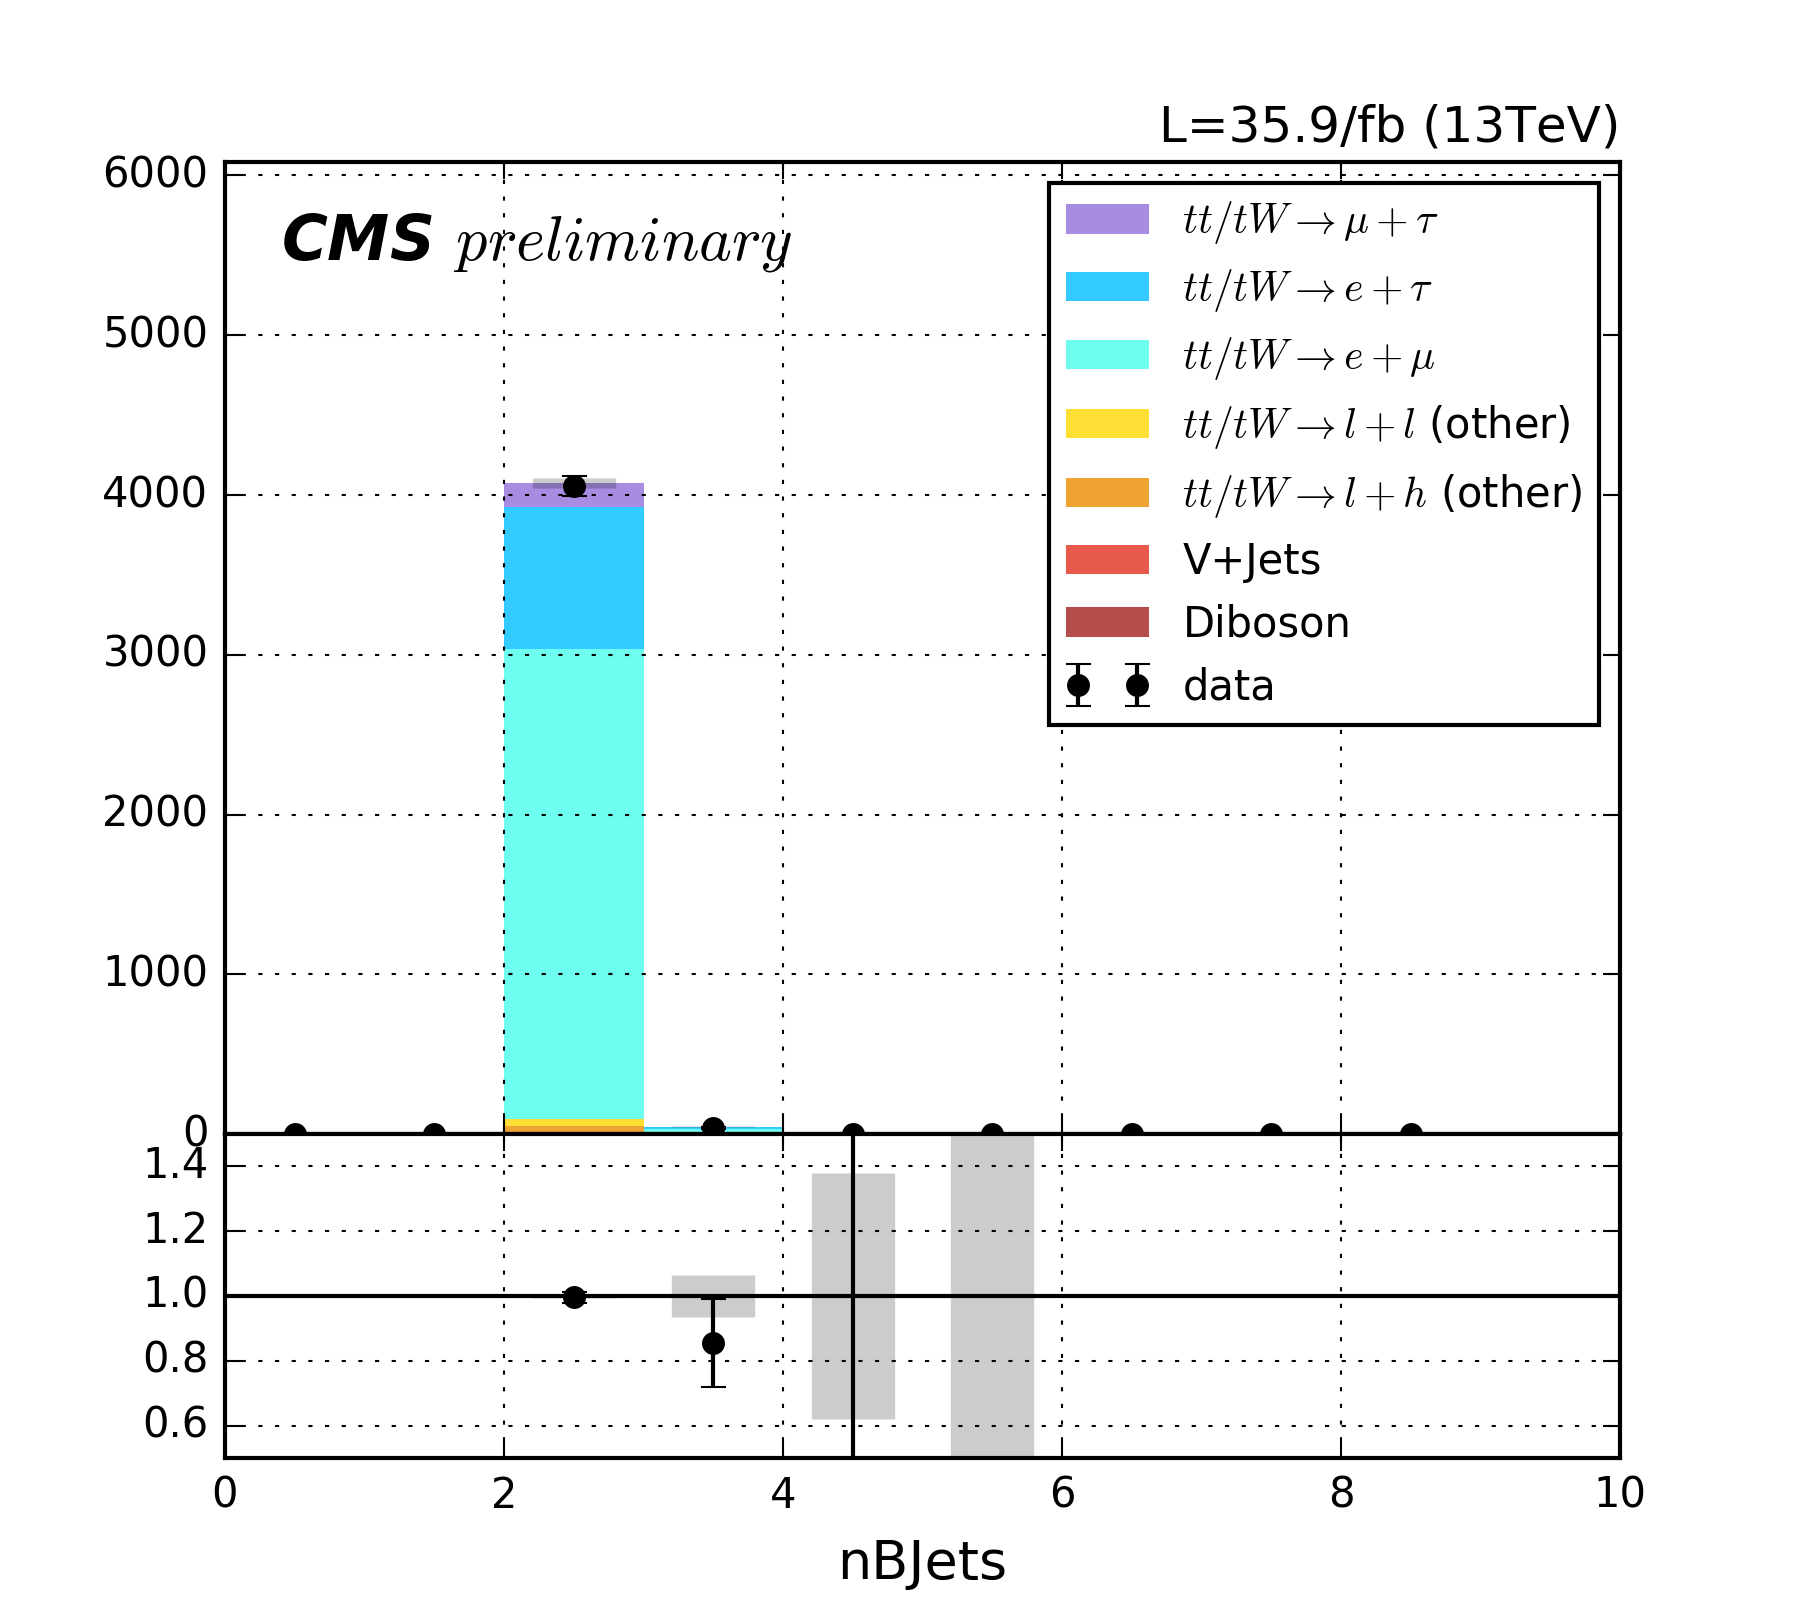 L=35.9/fb (13TeV)
CMS preliminary
6000
5000
4000
3000
2000
1000
0
tt/tW→μ+τ
tt/tW→e+τ
tt/tW→e+μ
tt/tW→l+l (other)
tt/tW→l+h (other)
V+Jets
Diboson
data
1.4
1.2
1.0
0.8
0.6
0 2 4 6 8 10
nBJets